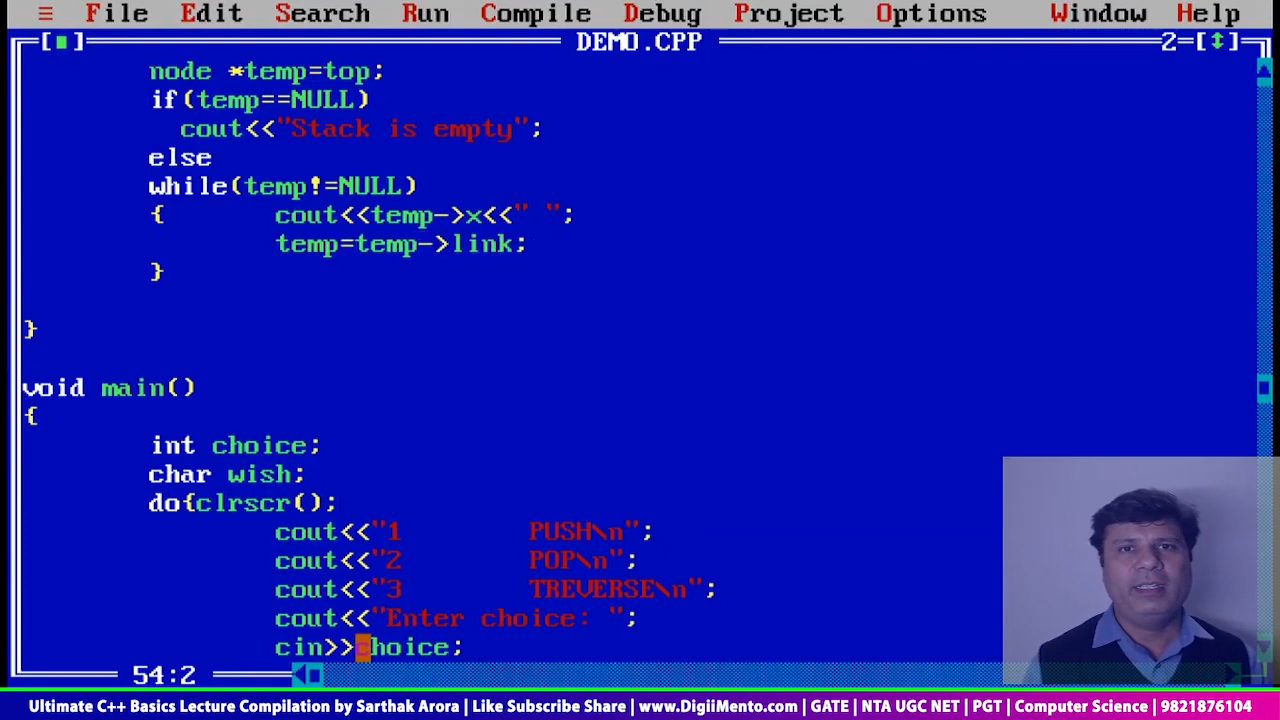 ≡ File Edit Search Run Compile Debug Project Options Window Help
[■] DEMO.CPP 2=[↕]
node *temp=top;
if(temp==NULL)
cout<<"Stack is empty";
else
while(temp!=NULL)
{ cout<<temp->x<<" ";
temp=temp->link;
}
}
void main()
{
int choice;
char wish;
do{clrscr();
cout<<"1 PUSH\n";
cout<<"2 POP\n";
cout<<"3 TREVERSE\n";
cout<<"Enter choice: ";
cin>>choice;
54:2
Ultimate C++ Basics Lecture Compilation by Sarthak Arora | Like Subscribe Share | www.DigiiMento.com | GATE | NTA UGC NET | PGT | Computer Science | 9821876104